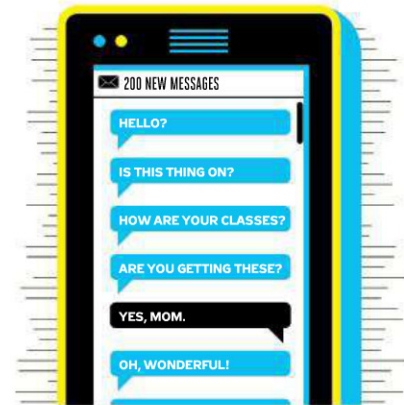 200 NEW MESSAGES
HELLO?
IS THIS THING ON?
HOW ARE YOUR CLASSES?
ARE YOU GETTING THESE?
YES, MOM.
OH, WONDERFUL!